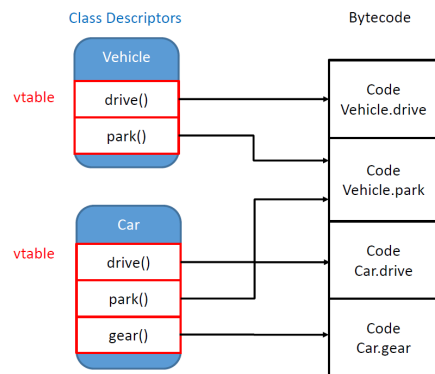 Class Descriptors
Bytecode
Vehicle
vtable
drive()
park()
Code
Vehicle.drive
Code
Vehicle.park
Car
vtable
drive()
park()
gear()
Code
Car.drive
Code
Car.gear